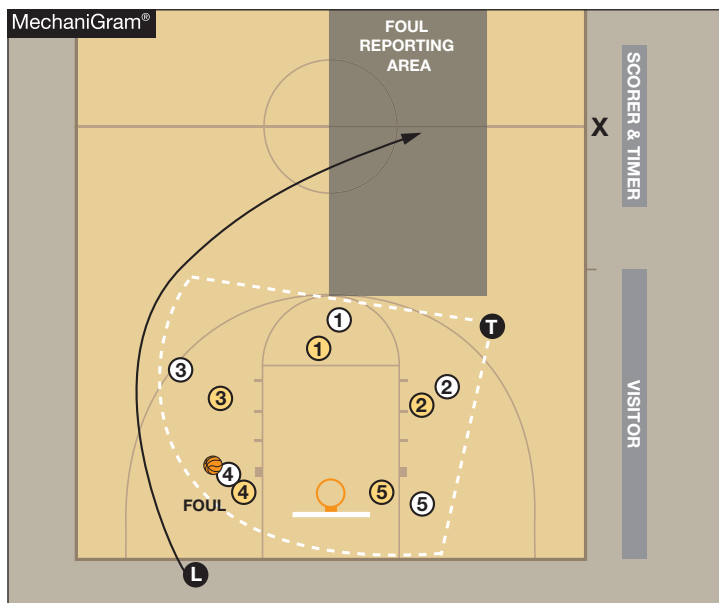 MechaniGram®
FOUL
REPORTING
AREA
SCORER & TIMER
X
1
T
1
3
2
3
2
4
4
5
5
FOUL
VISITOR
L